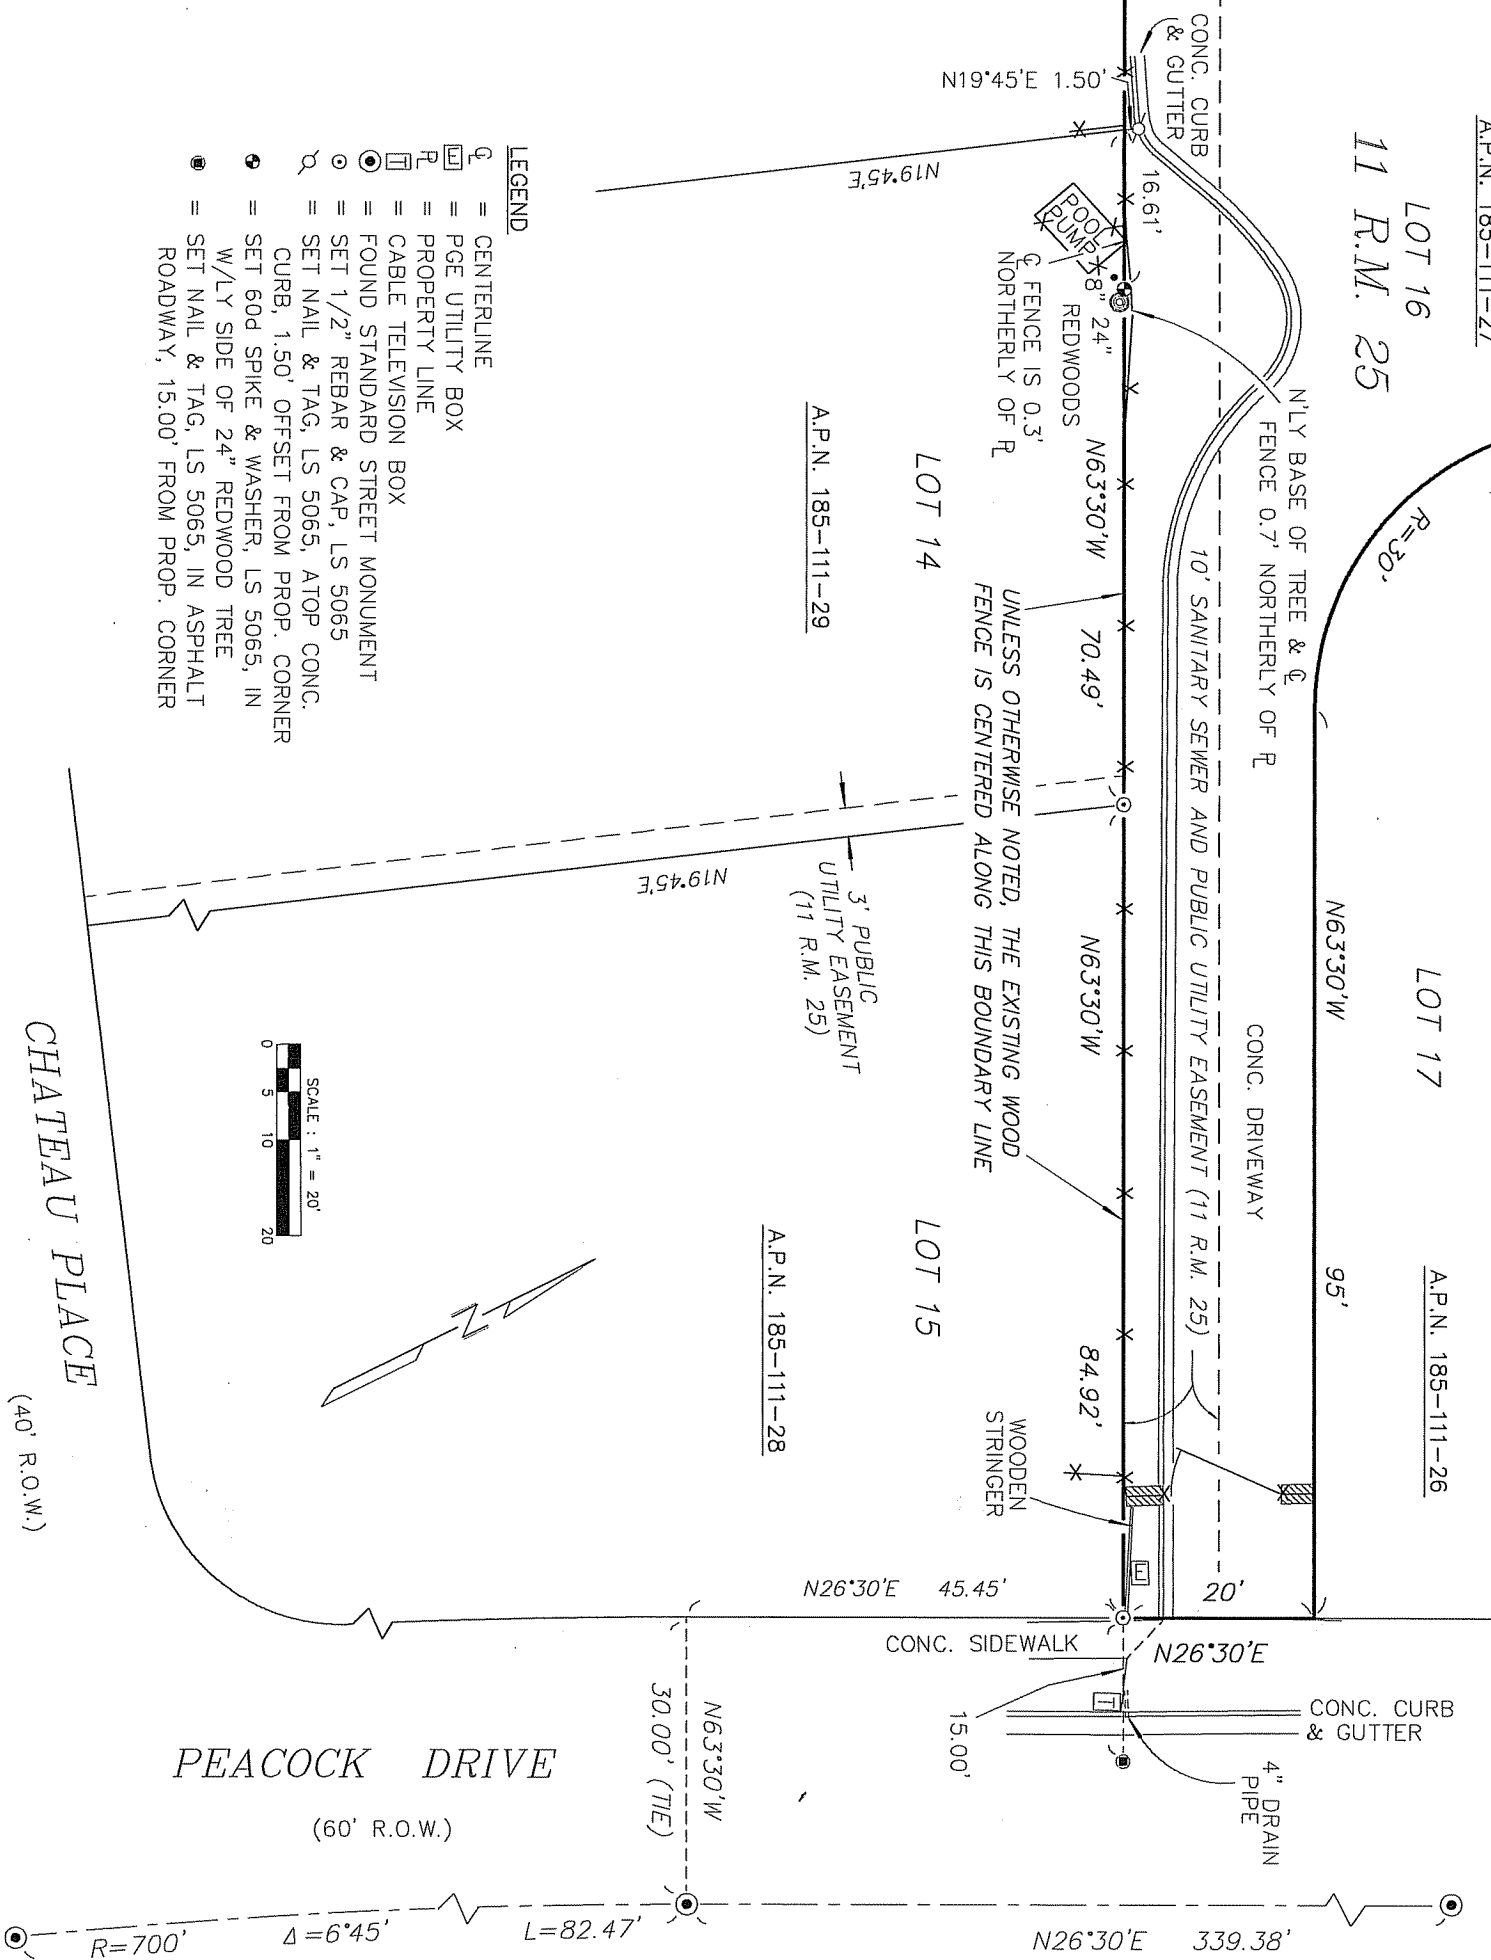 A.P.N. 185-111-27
LOT 16
11 R.M. 25
CONC. CURB
& GUTTER
N19°45'E 1.50'
16.61'
N19°45'E
POOL
PUMP
8" 24"
REDWOODS
℄ FENCE IS 0.3'
NORTHERLY OF ⅊
N'LY BASE OF TREE & ℄
FENCE 0.7' NORTHERLY OF ⅊
R=30'
N63°30'W 70.49'
LOT 14
A.P.N. 185-111-29
UNLESS OTHERWISE NOTED, THE EXISTING WOOD
FENCE IS CENTERED ALONG THIS BOUNDARY LINE
10' SANITARY SEWER AND PUBLIC UTILITY EASEMENT (11 R.M. 25)
LOT 17
N63°30'W 95'
A.P.N. 185-111-26
CONC. DRIVEWAY
N63°30'W 84.92'
N19°45'E
3' PUBLIC
UTILITY EASEMENT
(11 R.M. 25)
LOT 15
A.P.N. 185-111-28
WOODEN
STRINGER
E
20'
N26°30'E 45.45'
CONC. SIDEWALK
N26°30'E
CONC. CURB
& GUTTER
T
15.00'
4" DRAIN
PIPE
N63°30'W
30.00' (TIE)
LEGEND
℄ = CENTERLINE
E = PGE UTILITY BOX
⅊ = PROPERTY LINE
T = CABLE TELEVISION BOX
= FOUND STANDARD STREET MONUMENT
= SET 1/2" REBAR & CAP, LS 5065
= SET NAIL & TAG, LS 5065, ATOP CONC.
CURB, 1.50' OFFSET FROM PROP. CORNER
= SET 60d SPIKE & WASHER, LS 5065, IN
W/LY SIDE OF 24" REDWOOD TREE
= SET NAIL & TAG, LS 5065, IN ASPHALT
ROADWAY, 15.00' FROM PROP. CORNER
SCALE : 1" = 20'
0 5 10 20
N
CHATEAU PLACE
(40' R.O.W.)
PEACOCK DRIVE
(60' R.O.W.)
R=700' Δ=6°45' L=82.47'
N26°30'E 339.38'